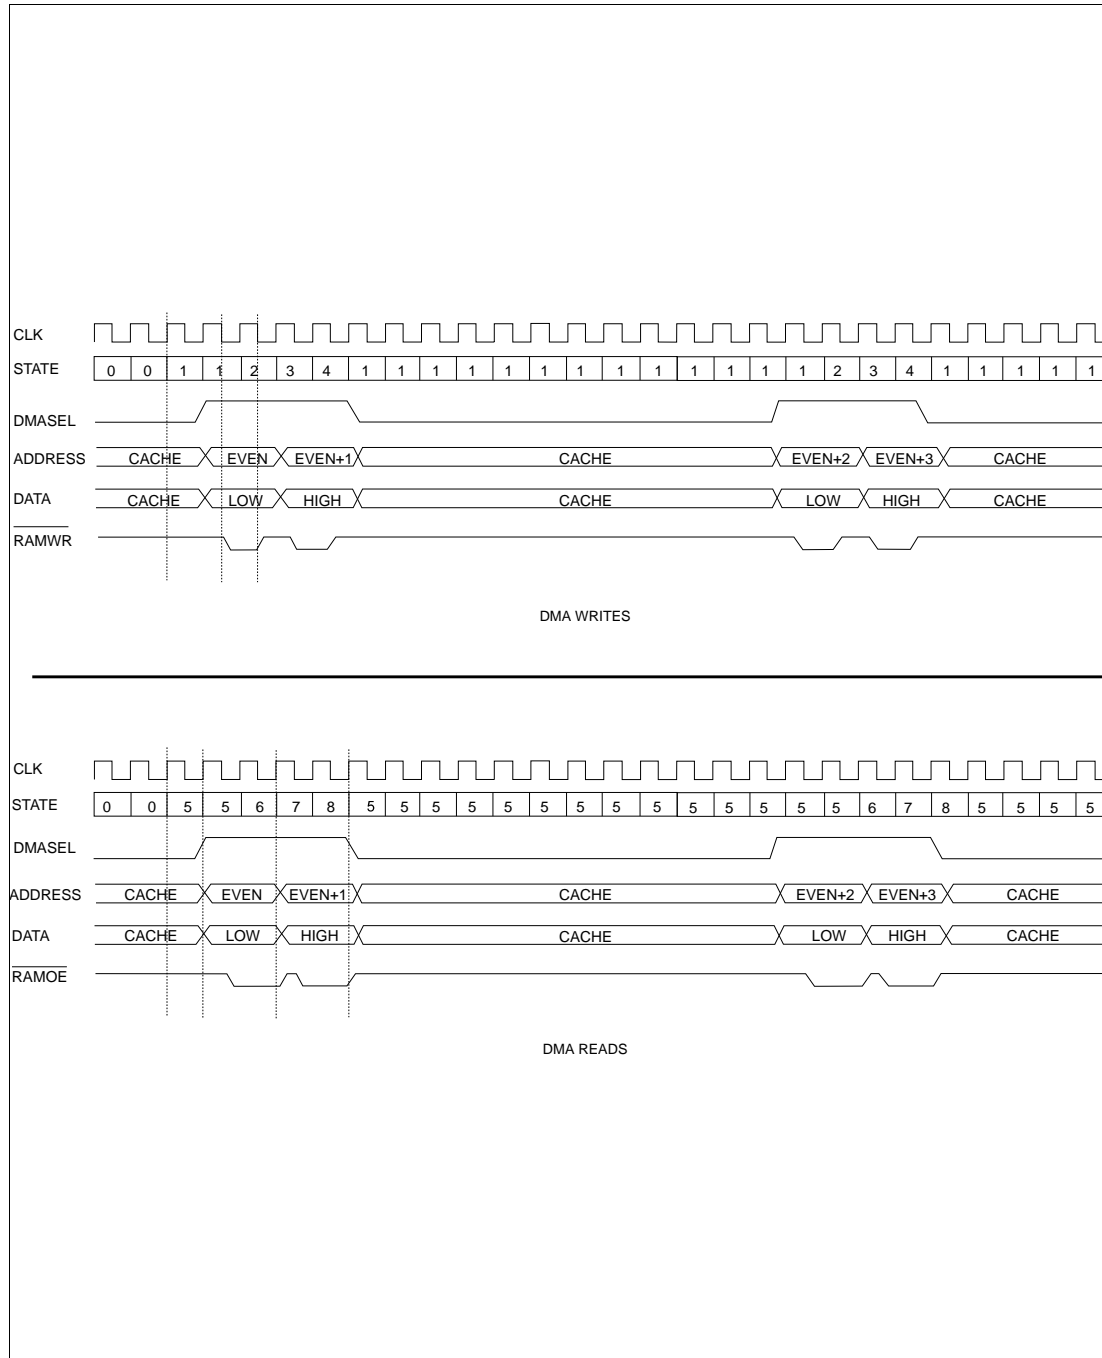 CLK
STATE 0 0 1 1 2 3 4 1 1 1 1 1 1 1 1 1 1 1 1 1 2 3 4 1 1 1 1 1
DMASEL
ADDRESS CACHE EVEN EVEN+1 CACHE EVEN+2 EVEN+3 CACHE
DATA CACHE LOW HIGH CACHE LOW HIGH CACHE
RAMWR
DMA WRITES
CLK
STATE 0 0 5 5 6 7 8 5 5 5 5 5 5 5 5 5 5 5 5 5 5 6 7 8 5 5 5 5
DMASEL
ADDRESS CACHE EVEN EVEN+1 CACHE EVEN+2 EVEN+3 CACHE
DATA CACHE LOW HIGH CACHE LOW HIGH CACHE
RAMOE
DMA READS